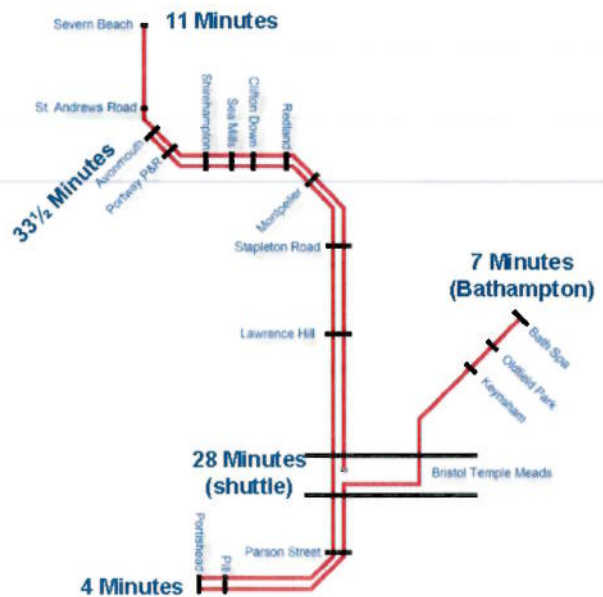 Severn Beach
11 Minutes
St. Andrews Road
Shirehampton
Sea Mills
Clifton Down
Redland
Avonmouth
Portway P&R
33½ Minutes
Montpelier
Stapleton Road
7 Minutes
(Bathampton)
Lawrence Hill
Bath Spa
Oldfield Park
Keynsham
28 Minutes
(shuttle)
Bristol Temple Meads
Parson Street
Portishead
Pill
4 Minutes